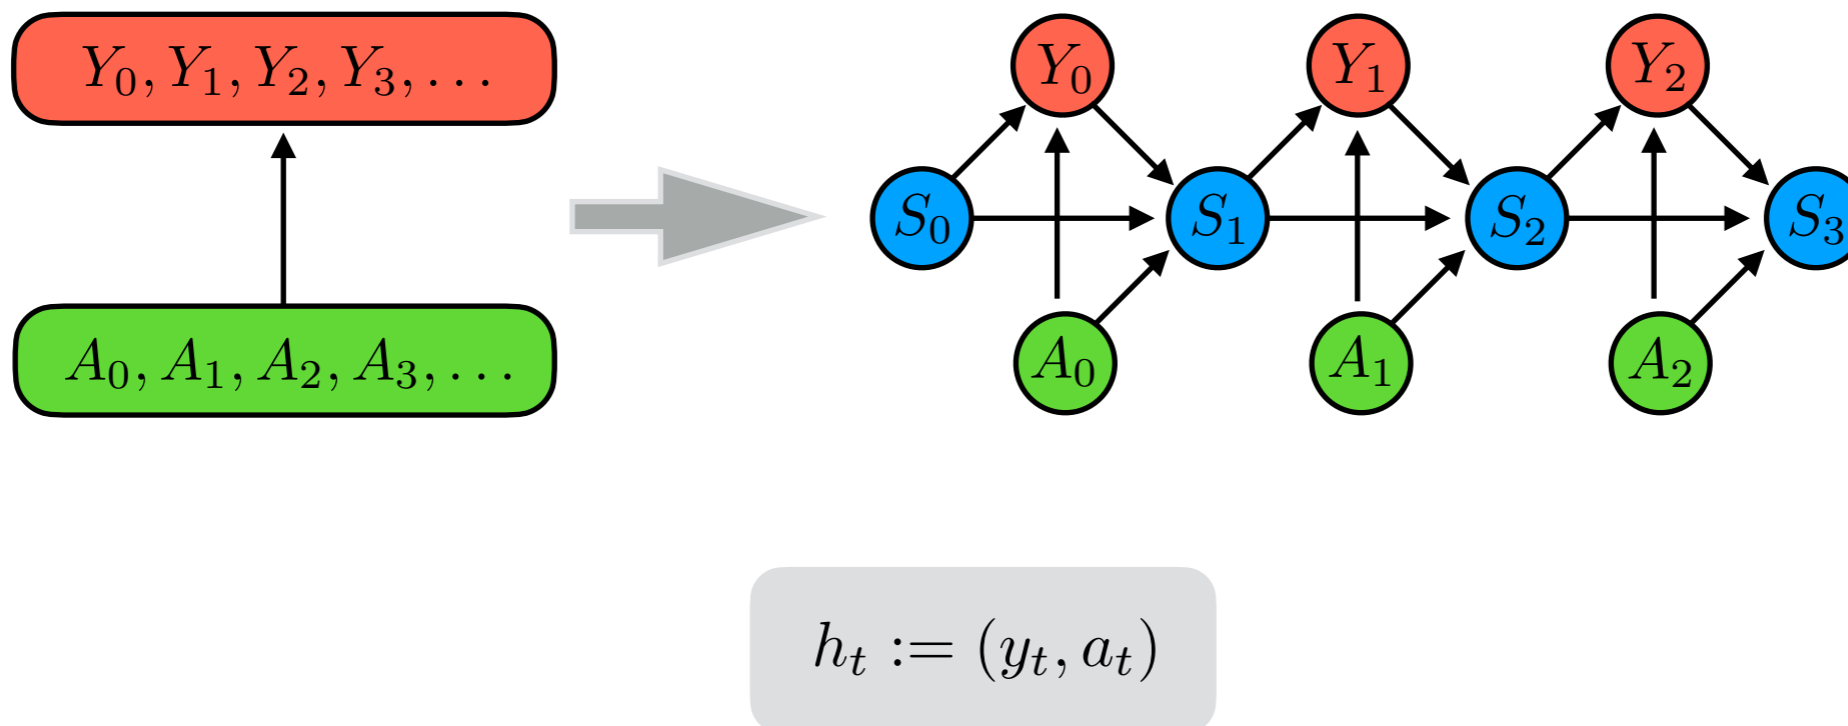 Y_0, Y_1, Y_2, Y_3, ...
A_0, A_1, A_2, A_3, ...
Y_0 Y_1 Y_2
S_0 S_1 S_2 S_3
A_0 A_1 A_2
h_t := (y_t, a_t)